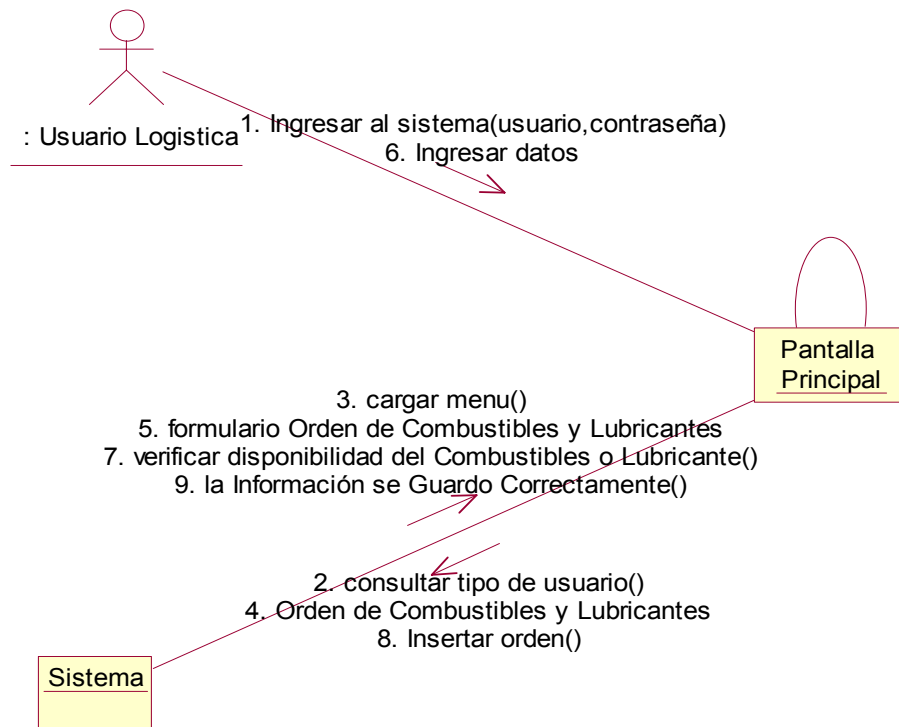 : Usuario Logistica
1. Ingresar al sistema(usuario,contraseña)
6. Ingresar datos
Pantalla
Principal
3. cargar menu()
5. formulario Orden de Combustibles y Lubricantes
7. verificar disponibilidad del Combustibles o Lubricante()
9. la Información se Guardo Correctamente()
2. consultar tipo de usuario()
4. Orden de Combustibles y Lubricantes
8. Insertar orden()
Sistema